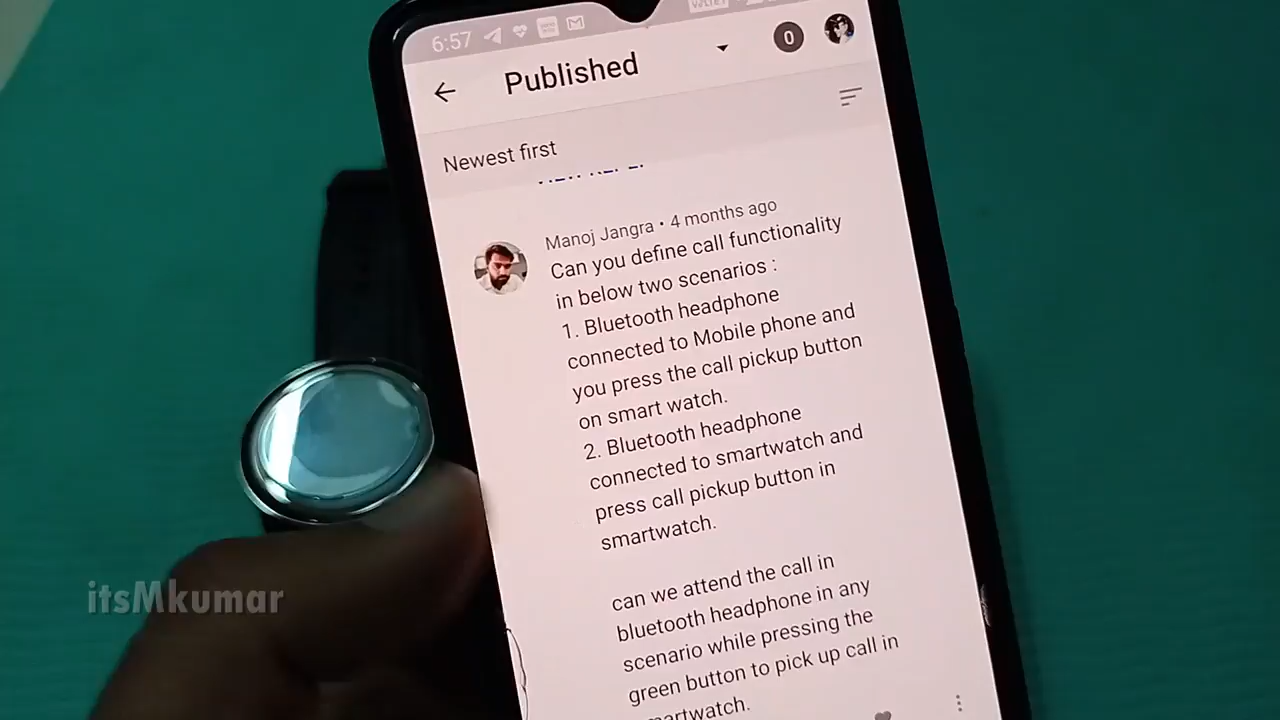 6:57
Published
0
Newest first
Manoj Jangra • 4 months ago
Can you define call functionality
in below two scenarios :
1. Bluetooth headphone
connected to Mobile phone and
you press the call pickup button
on smart watch.
2. Bluetooth headphone
connected to smartwatch and
press call pickup button in
smartwatch.
can we attend the call in
bluetooth headphone in any
scenario while pressing the
green button to pick up call in
smartwatch.
itsMkumar